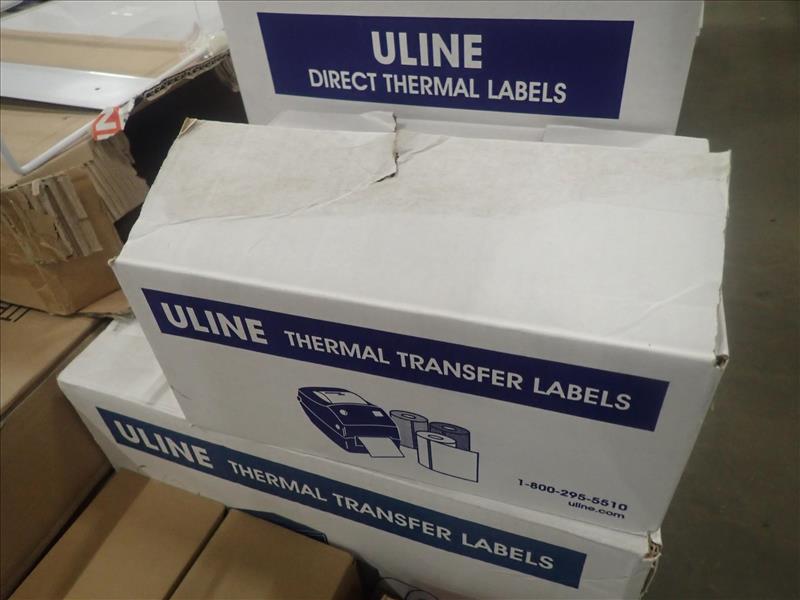 ULINE
DIRECT THERMAL LABELS
ULINE THERMAL TRANSFER LABELS
1-800-295-5510
uline.com
ULINE THERMAL TRANSFER LABELS